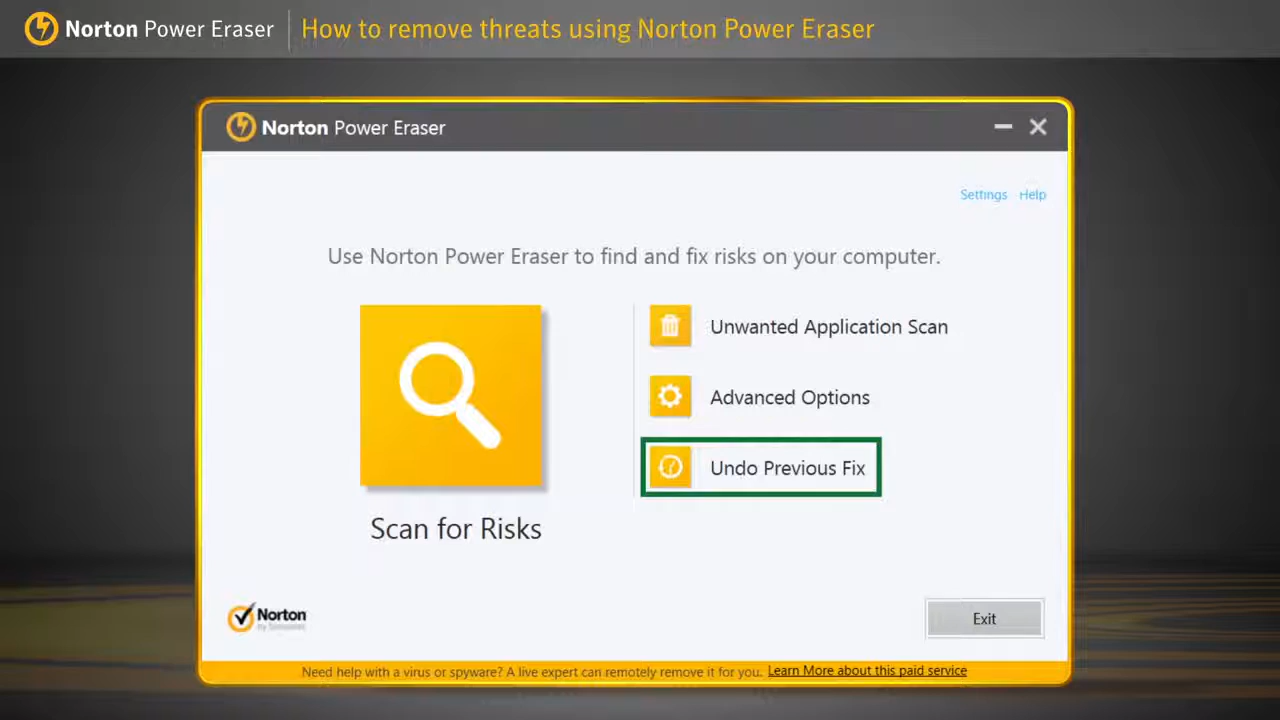 Norton Power Eraser
How to remove threats using Norton Power Eraser
Norton Power Eraser
Settings Help
Use Norton Power Eraser to find and fix risks on your computer.
Unwanted Application Scan
Advanced Options
Undo Previous Fix
Scan for Risks
Norton
by Symantec
Exit
Need help with a virus or spyware? A live expert can remotely remove it for you. Learn More about this paid service